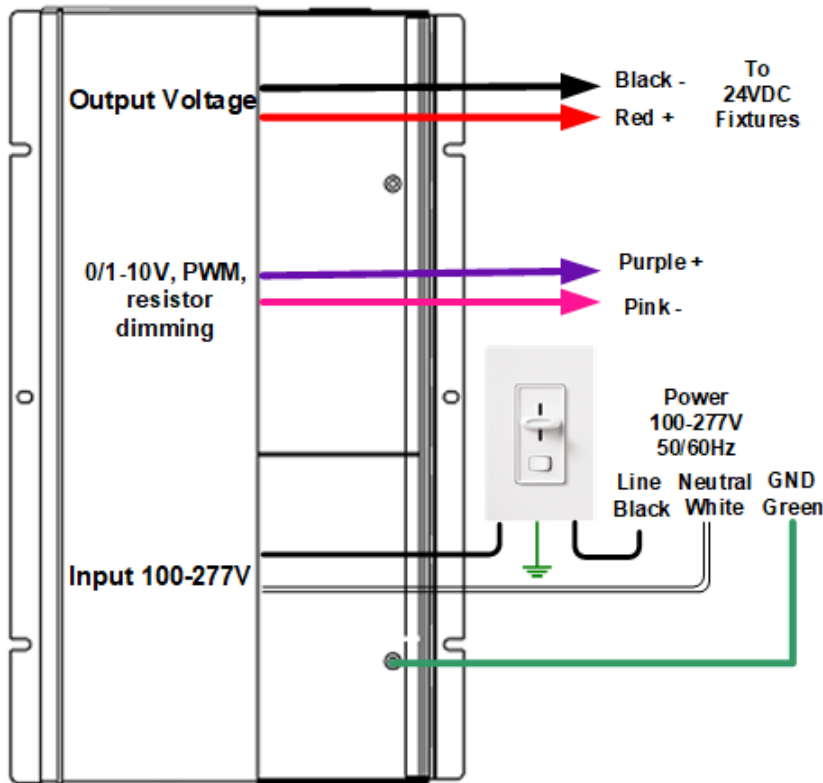 Output Voltage
Black -
Red +
To
24VDC
Fixtures
0/1-10V, PWM,
resistor
dimming
Purple +
Pink -
Power
100-277V
50/60Hz
Line
Black
Neutral
White
GND
Green
Input 100-277V